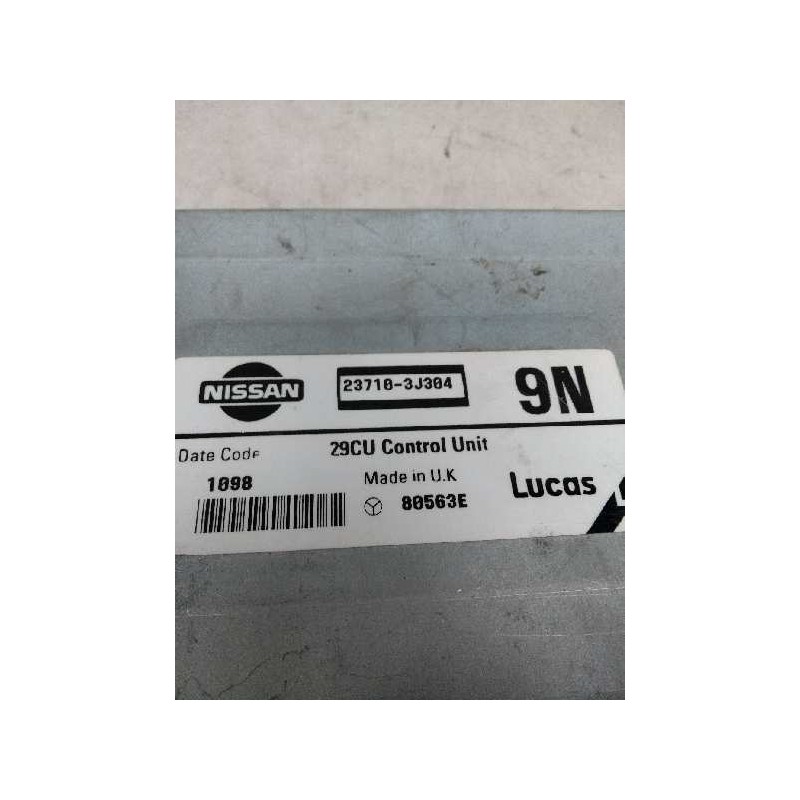 NISSAN
23710-3J304
9N
Date Code
29CU Control Unit
1098
Made in U.K
80563E
Lucas